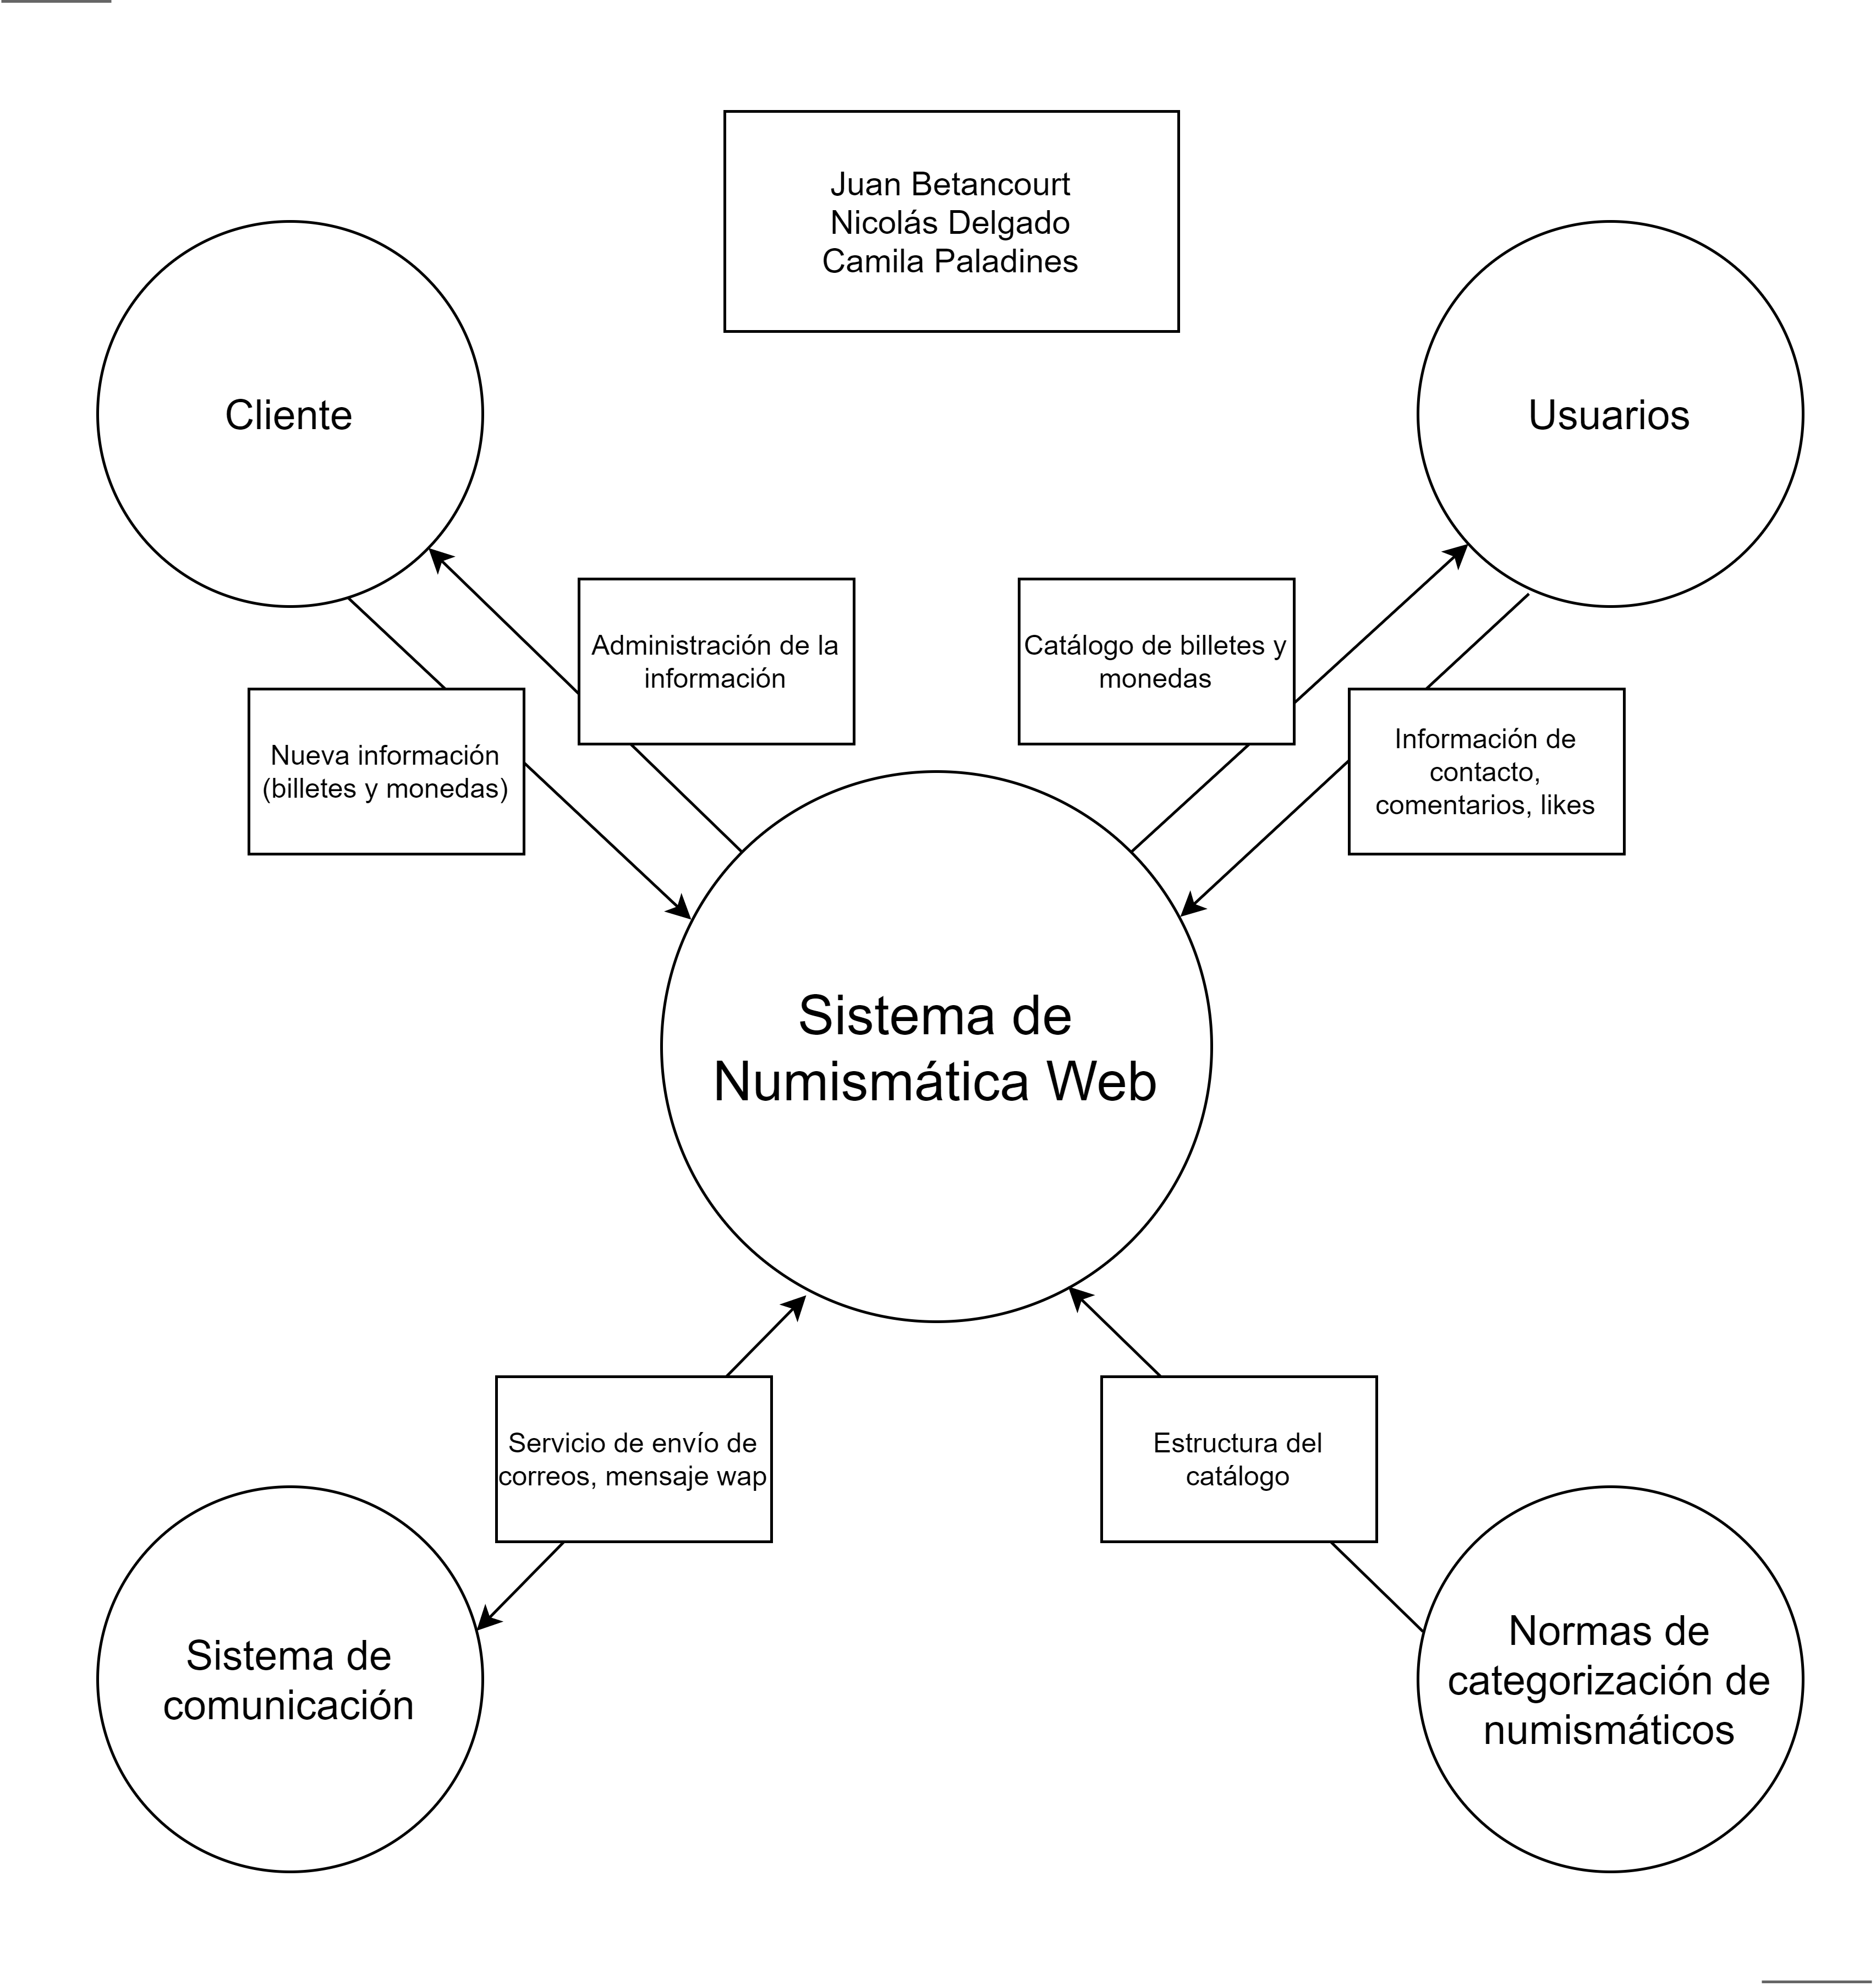 Juan Betancourt
Nicolás Delgado
Camila Paladines
Cliente
Usuarios
Administración de la
información
Catálogo de billetes y
monedas
Nueva información
(billetes y monedas)
Información de
contacto,
comentarios, likes
Sistema de
Numismática Web
Servicio de envío de
correos, mensaje wap
Estructura del
catálogo
Sistema de
comunicación
Normas de
categorización de
numismáticos